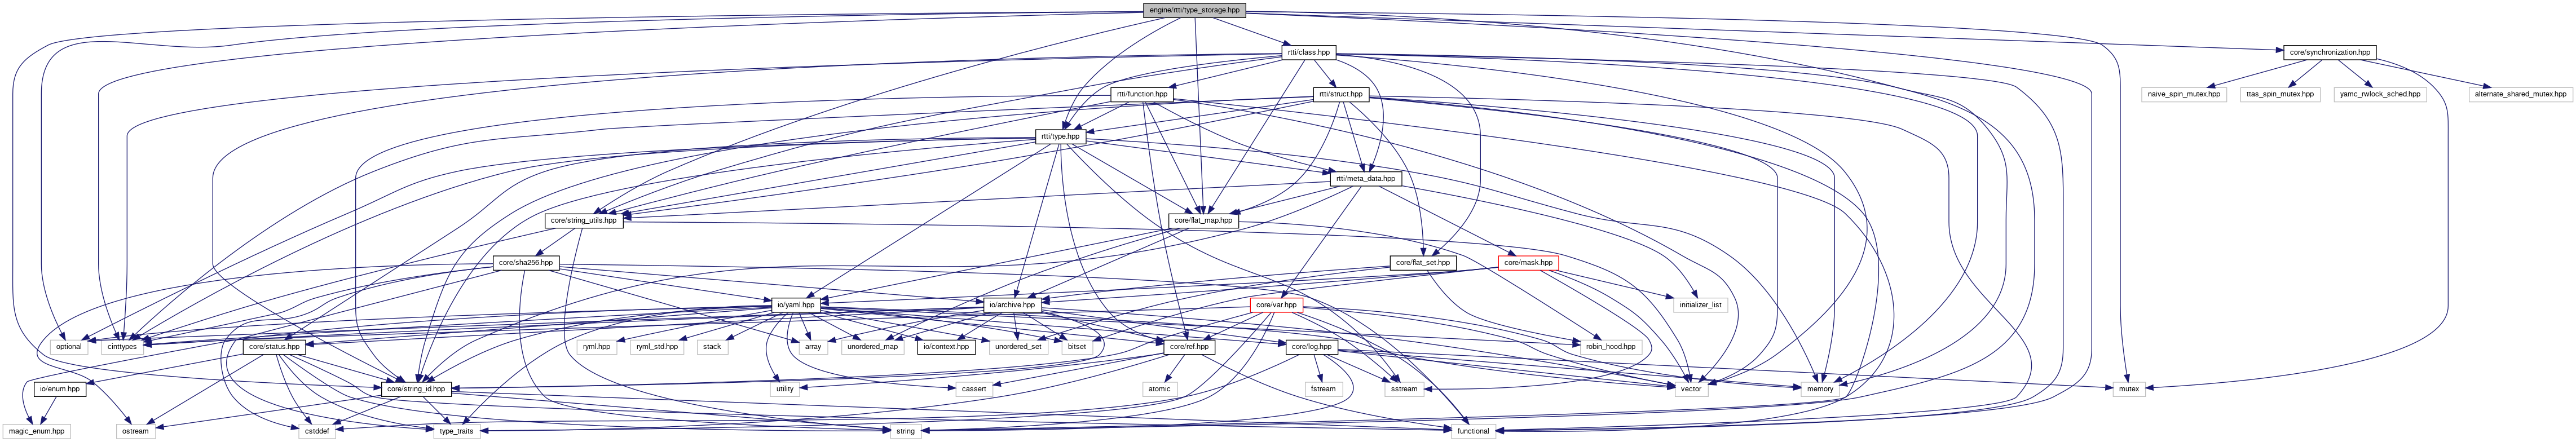 engine/rtti/type_storage.hpp
rtti/class.hpp
core/synchronization.hpp
rtti/function.hpp
rtti/struct.hpp
naive_spin_mutex.hpp
ttas_spin_mutex.hpp
yamc_rwlock_sched.hpp
alternate_shared_mutex.hpp
rtti/type.hpp
rtti/meta_data.hpp
core/string_utils.hpp
core/flat_map.hpp
core/sha256.hpp
core/flat_set.hpp
core/mask.hpp
io/yaml.hpp
io/archive.hpp
core/var.hpp
initializer_list
optional
cinttypes
core/status.hpp
ryml.hpp
ryml_std.hpp
stack
array
unordered_map
io/context.hpp
unordered_set
bitset
core/ref.hpp
core/log.hpp
robin_hood.hpp
io/enum.hpp
core/string_id.hpp
utility
cassert
atomic
fstream
sstream
vector
memory
mutex
magic_enum.hpp
ostream
cstddef
type_traits
string
functional